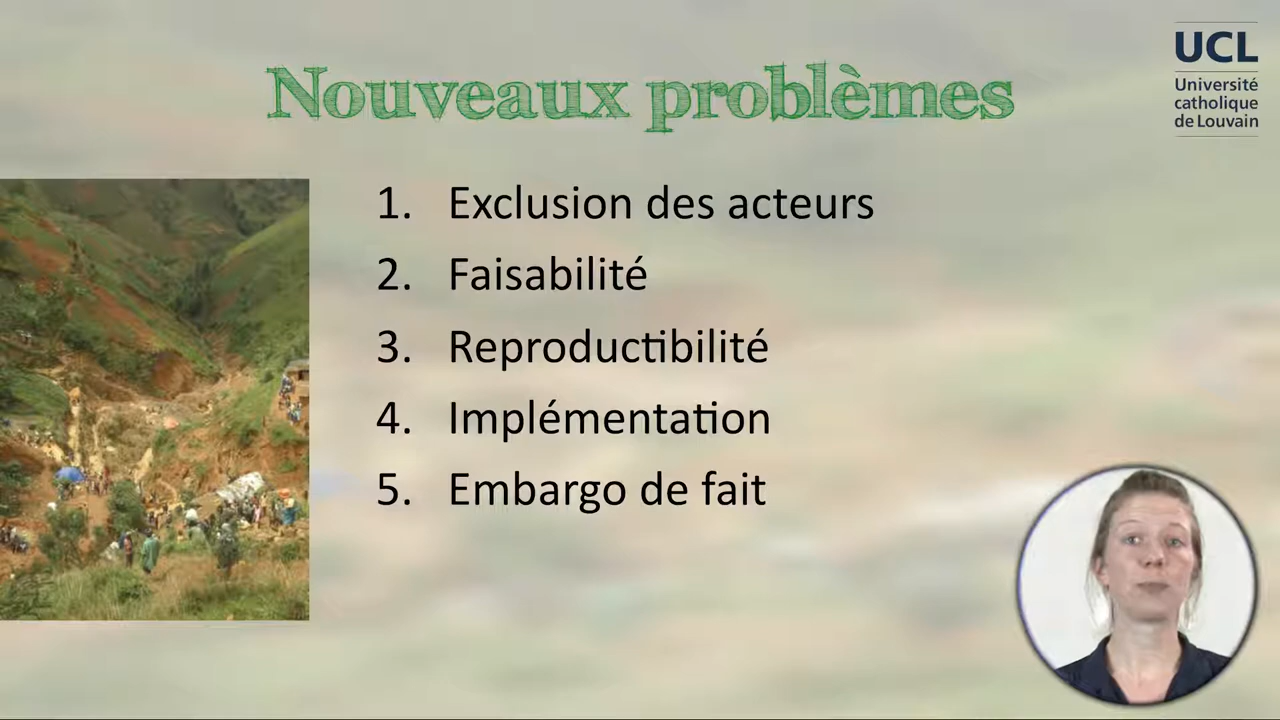 Nouveaux problèmes
UCL
Université
catholique
de Louvain
1. Exclusion des acteurs
2. Faisabilité
3. Reproductibilité
4. Implémentation
5. Embargo de fait